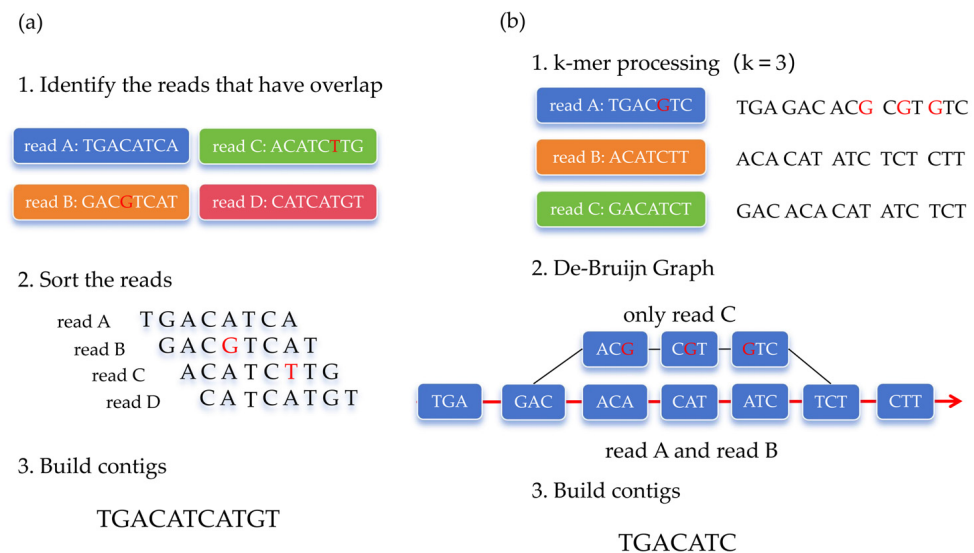 (a)
1. Identify the reads that have overlap
read A: TGACATCA
read C: ACATCTTG
read B: GACGTCAT
read D: CATCATGT
2. Sort the reads
read A TGACATCA
read B GACGTCAT
read C ACATCTTG
read D CATCATGT
3. Build contigs
TGACATCATGT
(b)
1. k-mer processing (k = 3)
read A: TGACGTC TGA GAC ACG CGT GTC
read B: ACATCTT ACA CAT ATC TCT CTT
read C: GACATCT GAC ACA CAT ATC TCT
2. De-Bruijn Graph
only read C
ACG CGT GTC
TGA GAC ACA CAT ATC TCT CTT
read A and read B
3. Build contigs
TGACATC